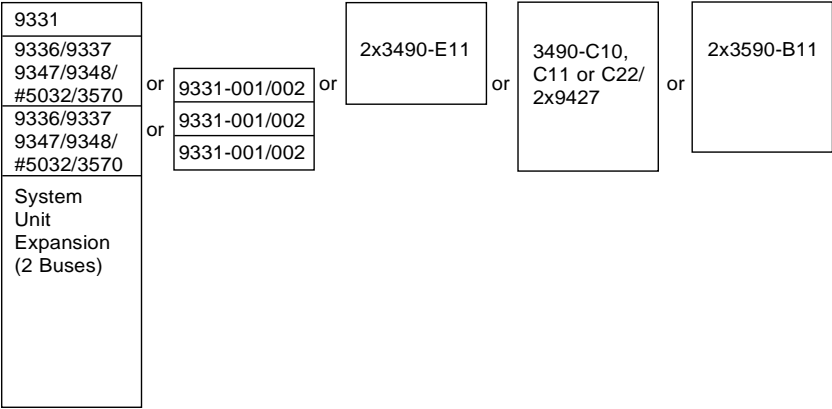 9331
9336/9337
9347/9348/
#5032/3570
9336/9337
9347/9348/
#5032/3570
System
Unit
Expansion
(2 Buses)
or
or
9331-001/002
9331-001/002
9331-001/002
or
2x3490-E11
or
3490-C10,
C11 or C22/
2x9427
or
2x3590-B11